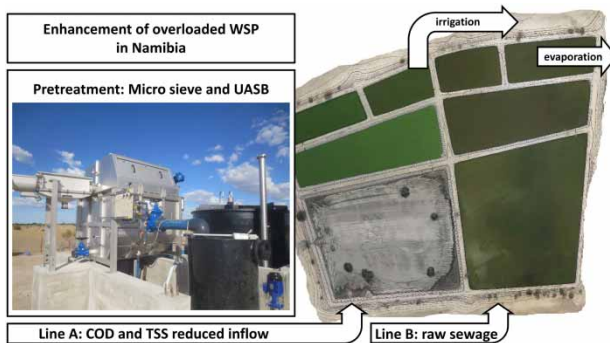 Enhancement of overloaded WSP
in Namibia
Pretreatment: Micro sieve and UASB
irrigation
evaporation
Line A: COD and TSS reduced inflow
Line B: raw sewage